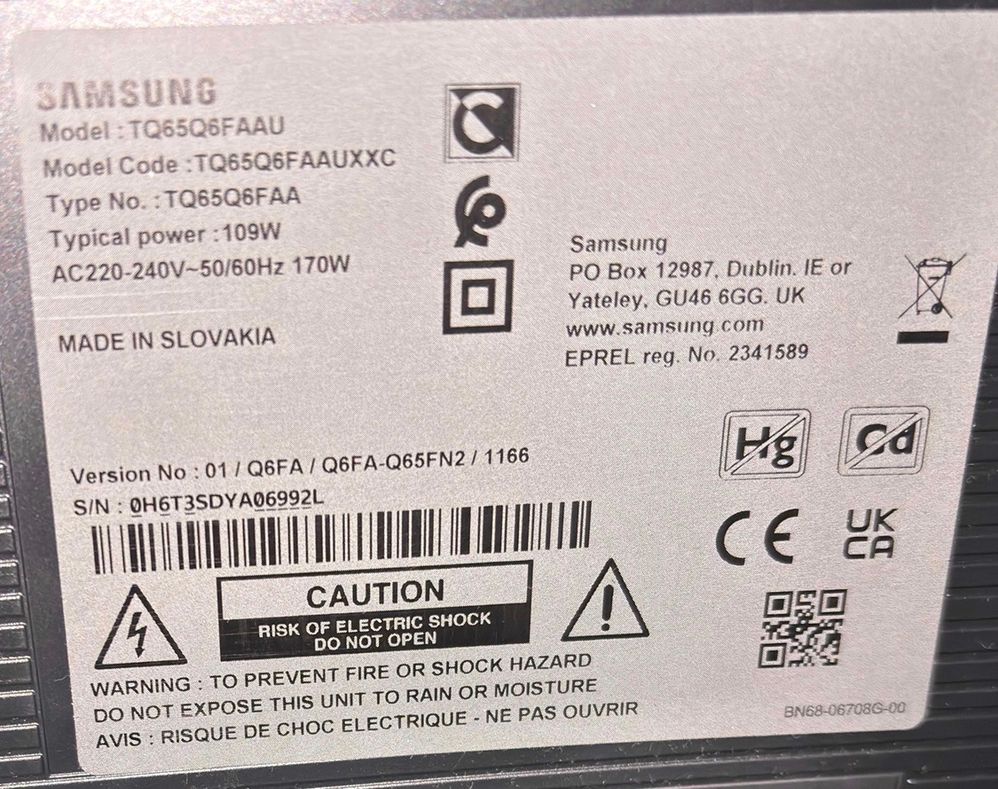 SAMSUNG
Model : TQ65Q6FAAU
Model Code :TQ65Q6FAAUXXC
Type No. : TQ65Q6FAA
Typical power :109W
AC220-240V~50/60Hz 170W
MADE IN SLOVAKIA
Samsung
PO Box 12987, Dublin. IE or
Yateley, GU46 6GG. UK
www.samsung.com
EPREL reg. No. 2341589
Version No : 01 / Q6FA / Q6FA-Q65FN2 / 1166
S/N : 0H6T3SDYA06992L
Hg
Cd
CE
UK
CA
CAUTION
RISK OF ELECTRIC SHOCK
DO NOT OPEN
WARNING : TO PREVENT FIRE OR SHOCK HAZARD
DO NOT EXPOSE THIS UNIT TO RAIN OR MOISTURE
AVIS : RISQUE DE CHOC ELECTRIQUE - NE PAS OUVRIR
BN68-06708G-00